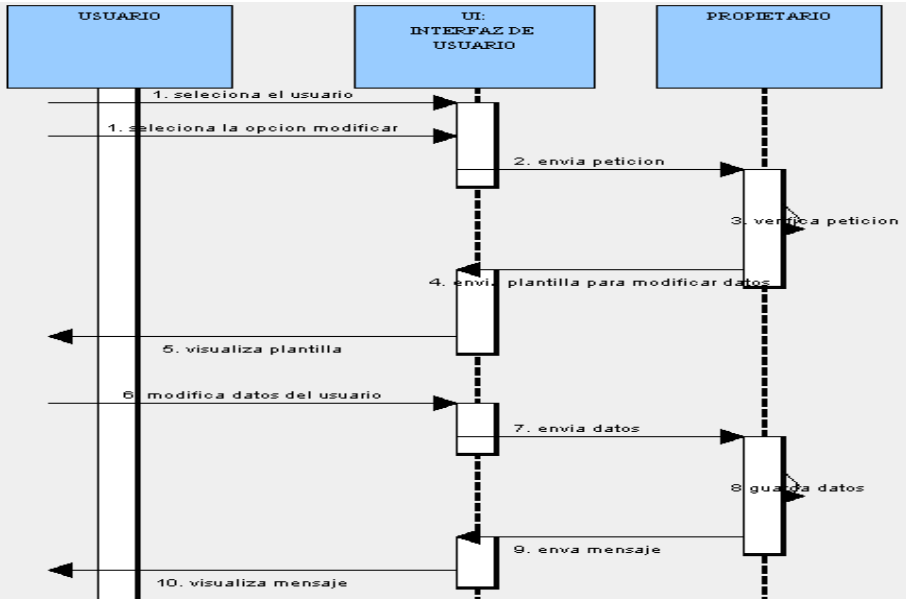 USUARIO
UI:
INTERFAZ DE
USUARIO
PROPIETARIO
1. seleciona el usuario
1. seleciona la opcion modificar
2. envia peticion
3. verifica peticion
4. envia plantilla para modificar datos
5. visualiza plantilla
6. modifica datos del usuario
7. envia datos
8 guarda datos
9. enva mensaje
10. visualiza mensaje